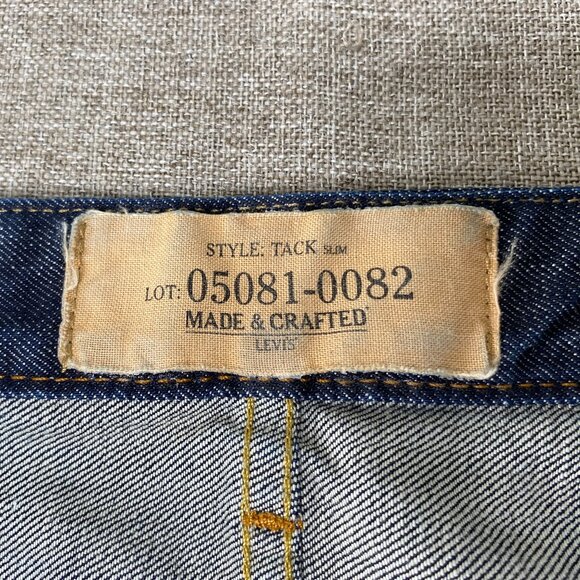 STYLE: TACK SLIM
LOT: 05081-0082
MADE & CRAFTED
LEVI'S